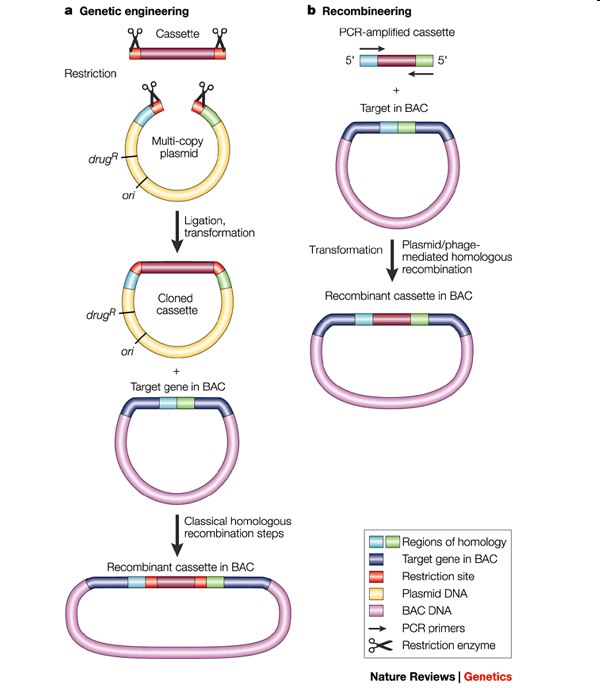 a Genetic engineering
Cassette
Restriction
Multi-copy
plasmid
drugR
ori
Ligation,
transformation
Cloned
cassette
drugR
ori
+
Target gene in BAC
Classical homologous
recombination steps
Recombinant cassette in BAC
b Recombineering
PCR-amplified cassette
5' 5'
+
Target in BAC
Transformation
Plasmid/phage-
mediated homologous
recombination
Recombinant cassette in BAC
Regions of homology
Target gene in BAC
Restriction site
Plasmid DNA
BAC DNA
PCR primers
Restriction enzyme
Nature Reviews | Genetics